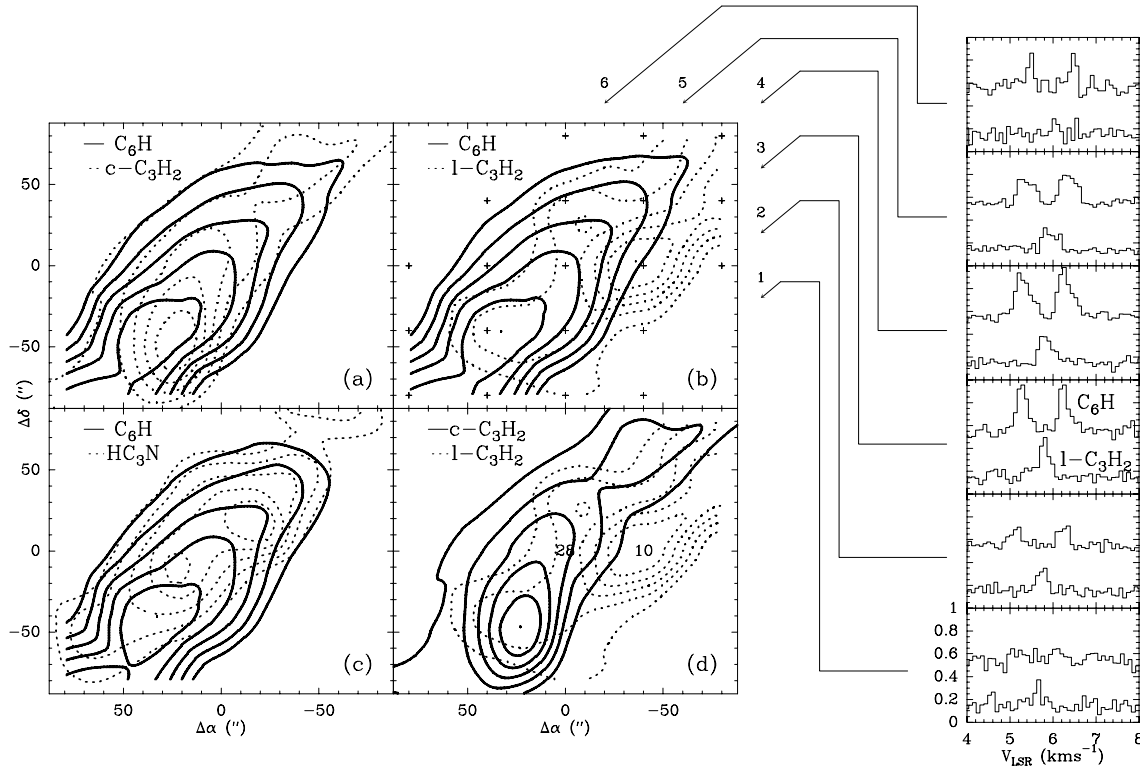 6 5 4
3
2
1
— C₆H
··· c−C₃H₂
— C₆H
··· l−C₃H₂
50
0
−50
(a)
(b)
Δδ (″)
— C₆H
··· HC₃N
— c−C₃H₂
··· l−C₃H₂
50
0
−50
28
10
(c)
(d)
50 0 −50
50 0 −50
Δα (″)
Δα (″)
C₆H
l−C₃H₂
1
0.8
0.6
0.4
0.2
0
4 5 6 7 8
V_LSR (kms⁻¹)